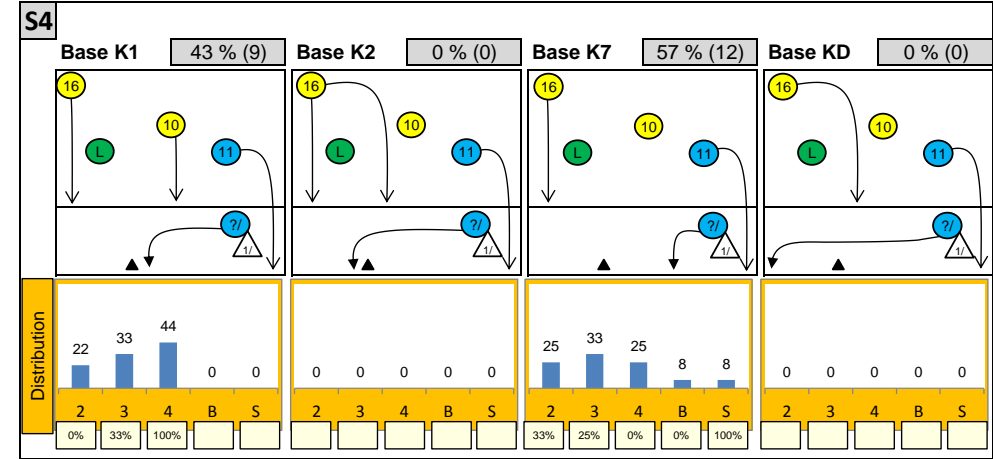 S4
Base K1 43 % (9) Base K2 0 % (0) Base K7 57 % (12) Base KD 0 % (0)
16 16 16 16
10 10 10 10
L 11 L 11 L 11 L 11
?/ ?/ ?/ ?/
1/ 1/ 1/ 1/
Distribution
22 33 44 0 0 0 0 0 0 0 25 33 25 8 8 0 0 0 0 0
2 3 4 B S 2 3 4 B S 2 3 4 B S 2 3 4 B S
0% 33% 100% 33% 25% 0% 0% 100%